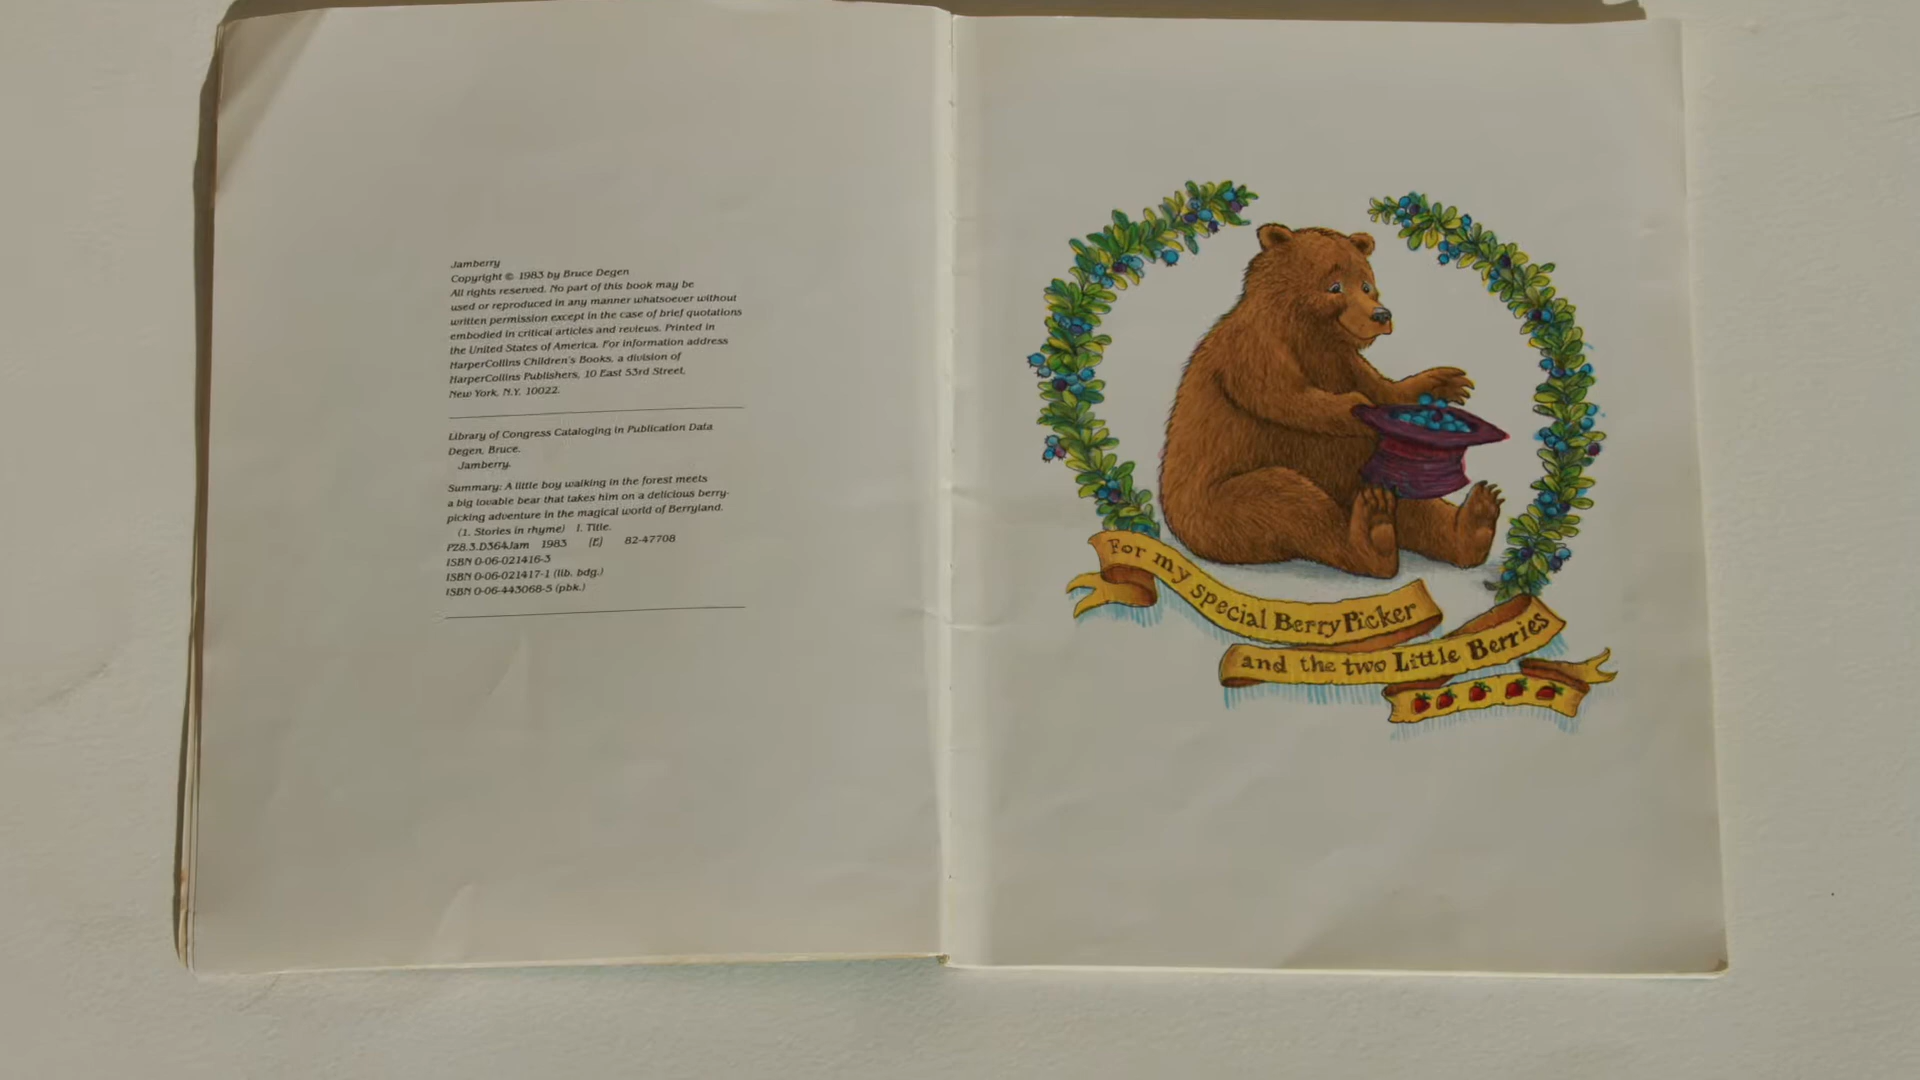 Jamberry
Copyright © 1983 by Bruce Degen
All rights reserved. No part of this book may be
used or reproduced in any manner whatsoever without
written permission except in the case of brief quotations
embodied in critical articles and reviews. Printed in
the United States of America. For information address
HarperCollins Children's Books, a division of
HarperCollins Publishers, 10 East 53rd Street,
New York, N.Y. 10022.
Library of Congress Cataloging in Publication Data
Degen, Bruce.
Jamberry.
Summary: A little boy walking in the forest meets
a big lovable bear that takes him on a delicious berry-
picking adventure in the magical world of Berryland.
(1. Stories in rhyme) I. Title.
PZ8.3.D364Jam 1983 [E] 82-47708
ISBN 0-06-021416-3
ISBN 0-06-021417-1 (lib. bdg.)
ISBN 0-06-443068-5 (pbk.)
For my special Berry Picker
and the two Little Berries